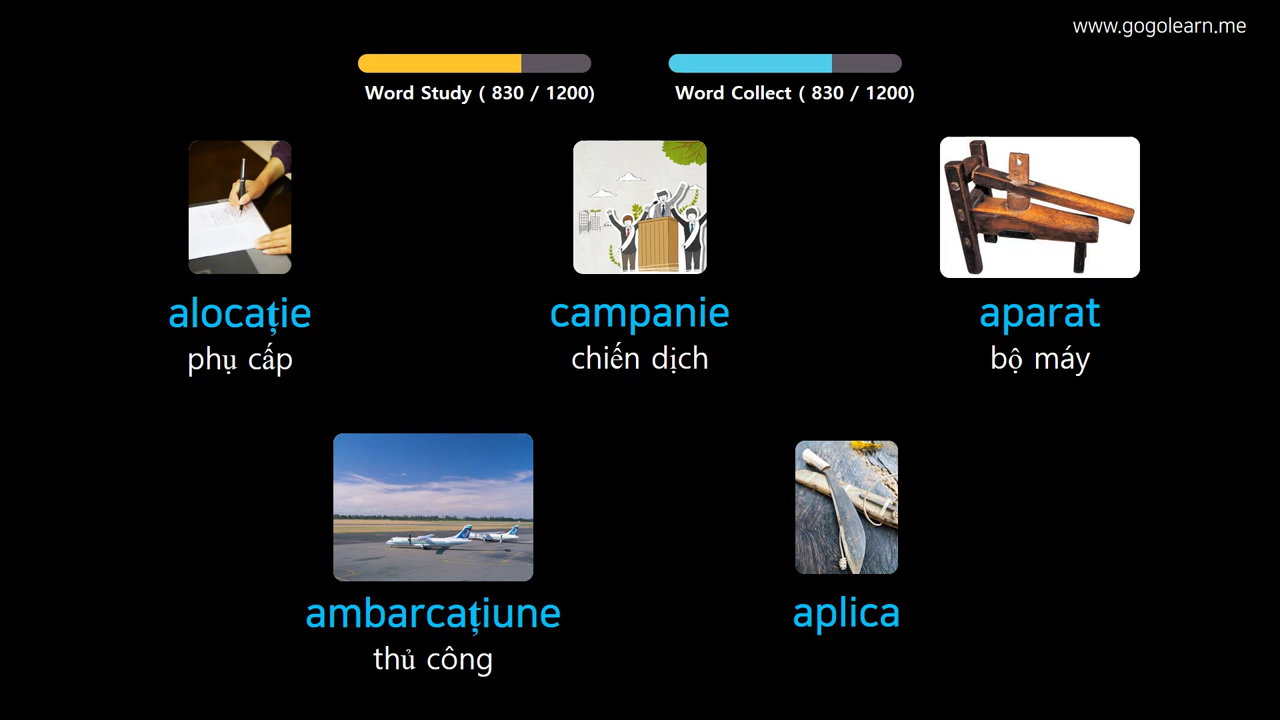 www.gogolearn.me
Word Study ( 830 / 1200)
Word Collect ( 830 / 1200)
alocație
phụ cấp
campanie
chiến dịch
aparat
bộ máy
ambarcațiune
thủ công
aplica